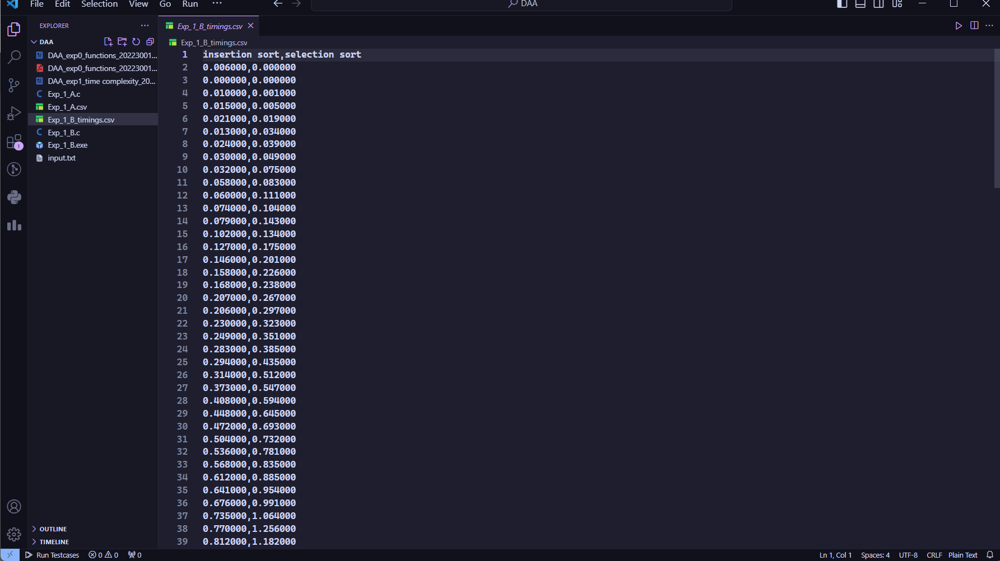 File Edit Selection View Go Run ···
DAA
EXPLORER
DAA
DAA_exp0_functions_202230 01...
DAA_exp0_functions_20223001...
DAA_exp1_time complexity_20...
Exp_1_A.c
Exp_1_A.csv
Exp_1_B_timings.csv
Exp_1_B.c
Exp_1_B.exe
input.txt
1
OUTLINE
TIMELINE
Exp_1_B_timings.csv
Exp_1_B_timings.csv
1 insertion sort,selection sort
2 0.006000,0.000000
3 0.000000,0.000000
4 0.010000,0.001000
5 0.015000,0.005000
6 0.021000,0.019000
7 0.013000,0.034000
8 0.024000,0.039000
9 0.030000,0.049000
10 0.032000,0.075000
11 0.058000,0.083000
12 0.060000,0.111000
13 0.074000,0.104000
14 0.079000,0.143000
15 0.102000,0.134000
16 0.127000,0.175000
17 0.146000,0.201000
18 0.158000,0.226000
19 0.168000,0.238000
20 0.207000,0.267000
21 0.206000,0.297000
22 0.230000,0.323000
23 0.249000,0.351000
24 0.283000,0.385000
25 0.294000,0.435000
26 0.314000,0.512000
27 0.373000,0.547000
28 0.408000,0.594000
29 0.448000,0.645000
30 0.472000,0.693000
31 0.504000,0.732000
32 0.536000,0.781000
33 0.568000,0.835000
34 0.612000,0.885000
35 0.641000,0.954000
36 0.676000,0.991000
37 0.735000,1.064000
38 0.770000,1.256000
39 0.812000,1.182000
Run Testcases 0 0 0 Ln 1, Col 1 Spaces: 4 UTF-8 CRLF Plain Text